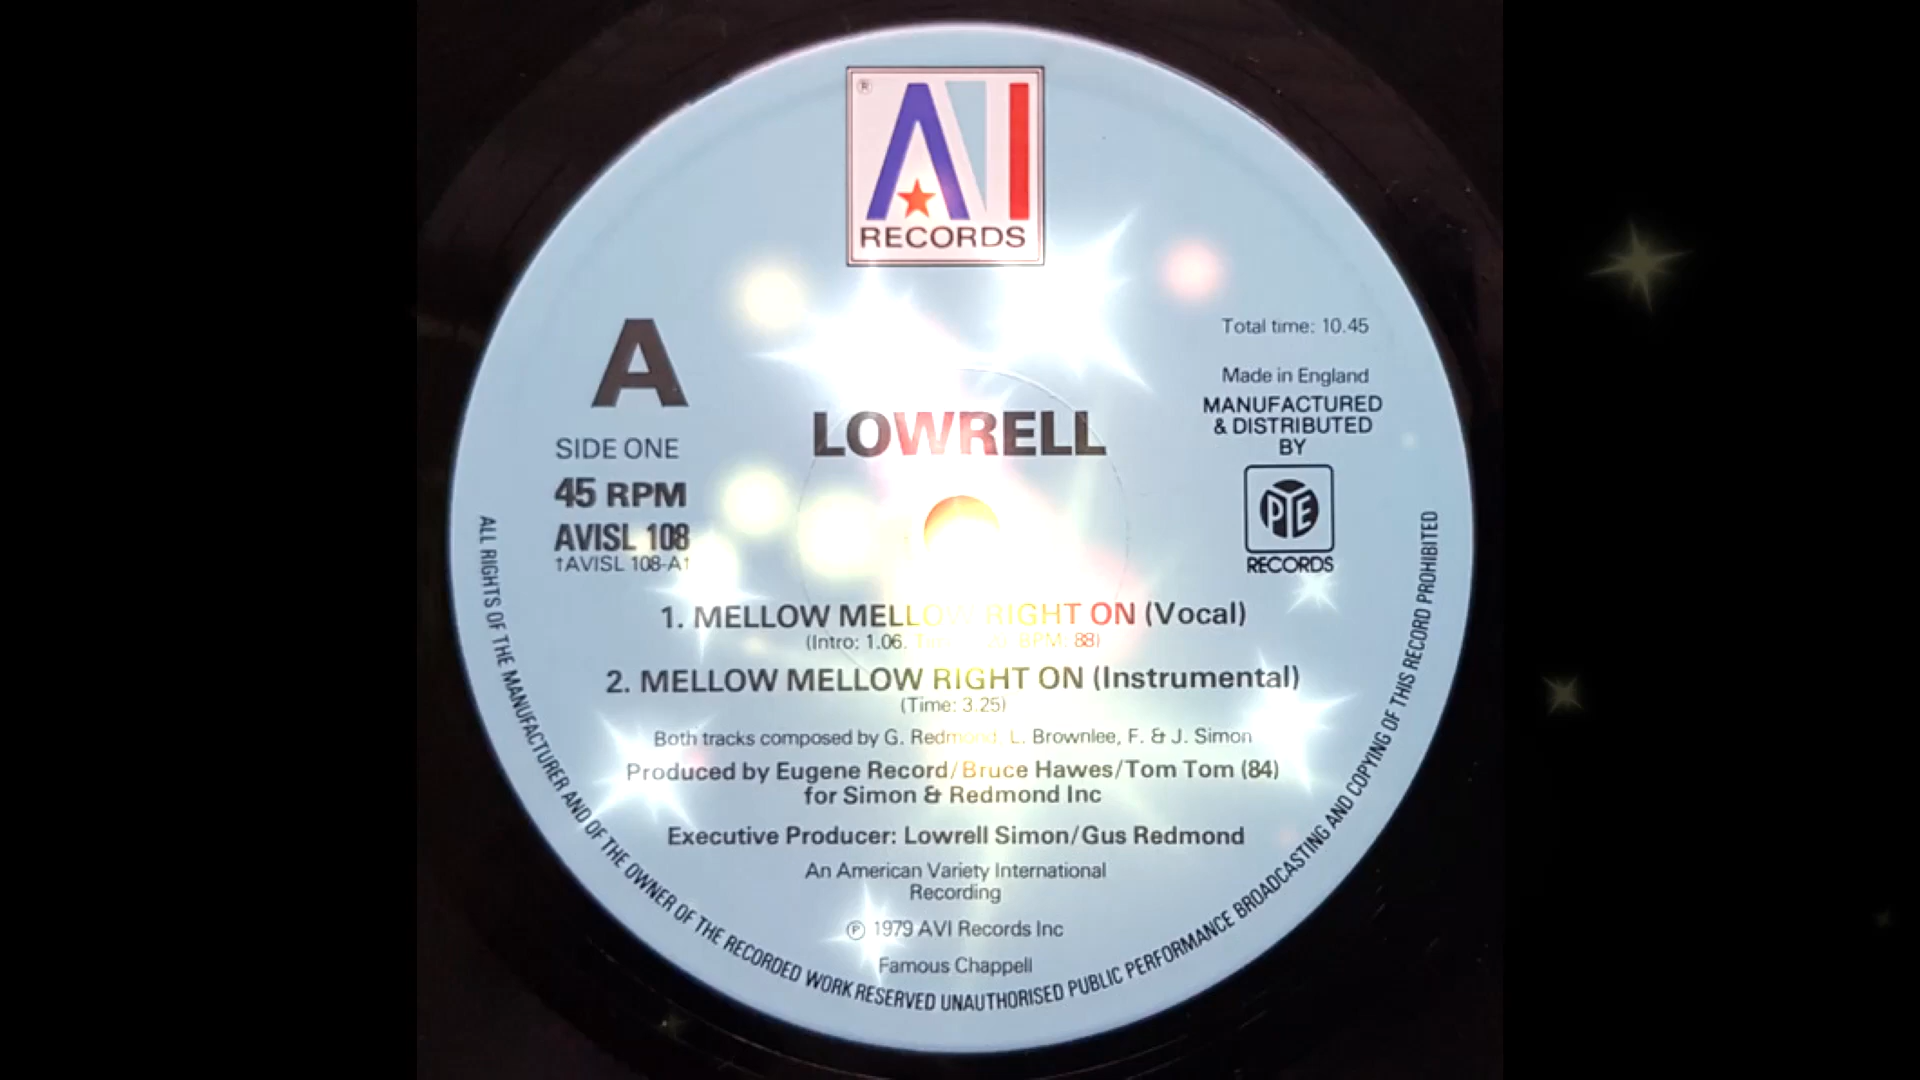 ®
AVI
RECORDS
A
SIDE ONE
45 RPM
AVISL 108
†AVISL 108-A†
LOWRELL
Total time: 10.45
Made in England
MANUFACTURED
& DISTRIBUTED
BY
PYE
RECORDS
1. MELLOW MELLOW RIGHT ON (Vocal)
(Intro: 1.06. BPM: 88)
2. MELLOW MELLOW RIGHT ON (Instrumental)
(Time: 3.25)
Both tracks composed by G. Redmond, L. Brownlee, F. & J. Simon
Produced by Eugene Record/Bruce Hawes/Tom Tom (84)
for Simon & Redmond Inc
Executive Producer: Lowrell Simon/Gus Redmond
An American Variety International
Recording
℗ 1979 AVI Records Inc
Famous Chappell
ALL RIGHTS OF THE MANUFACTURER AND OF THE OWNER OF THE RECORDED WORK RESERVED UNAUTHORISED PUBLIC PERFORMANCE BROADCASTING AND COPYING OF THIS RECORD PROHIBITED